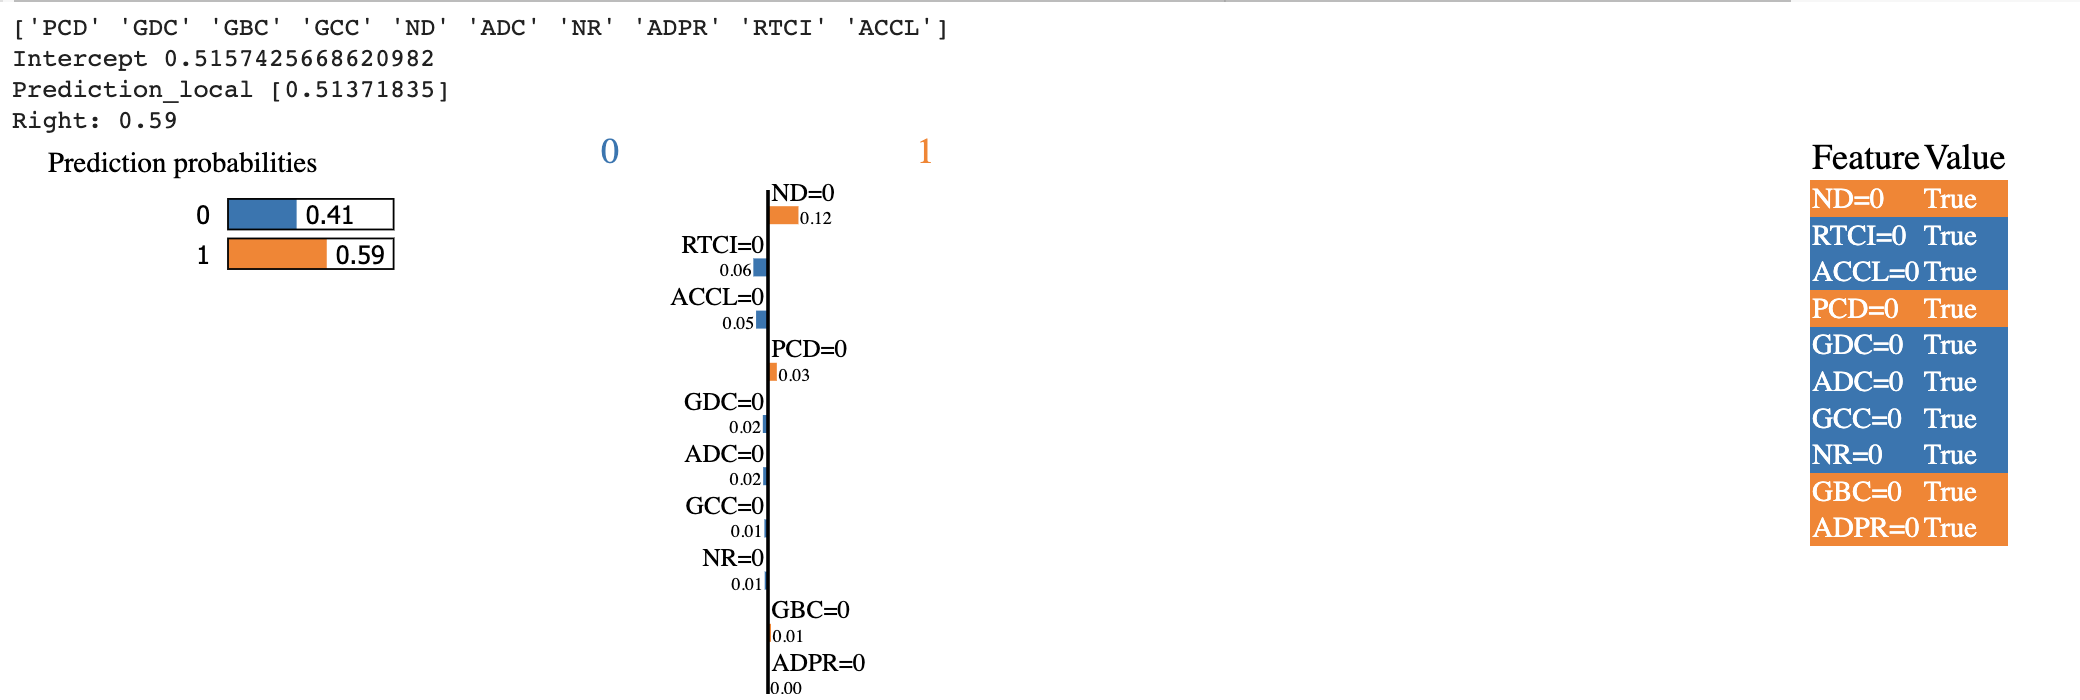 ['PCD' 'GDC' 'GBC' 'GCC' 'ND' 'ADC' 'NR' 'ADPR' 'RTCI' 'ACCL']
Intercept 0.5157425668620982
Prediction_local [0.51371835]
Right: 0.59
Prediction probabilities
0 0.41
1 0.59
0 1
ND=0
0.12
RTCI=0
0.06
ACCL=0
0.05
PCD=0
0.03
GDC=0
0.02
ADC=0
0.02
GCC=0
0.01
NR=0
0.01
GBC=0
0.01
ADPR=0
0.00
Feature Value
ND=0 True
RTCI=0 True
ACCL=0 True
PCD=0 True
GDC=0 True
ADC=0 True
GCC=0 True
NR=0 True
GBC=0 True
ADPR=0 True